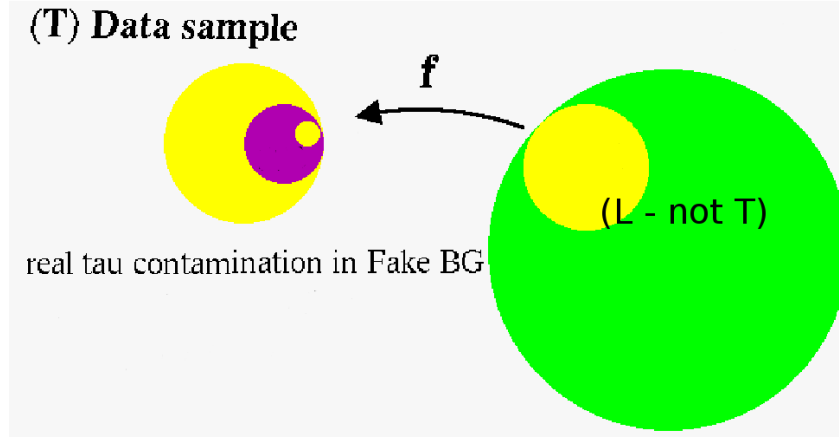 (T) Data sample
f
(L - not T)
real tau contamination in Fake BG